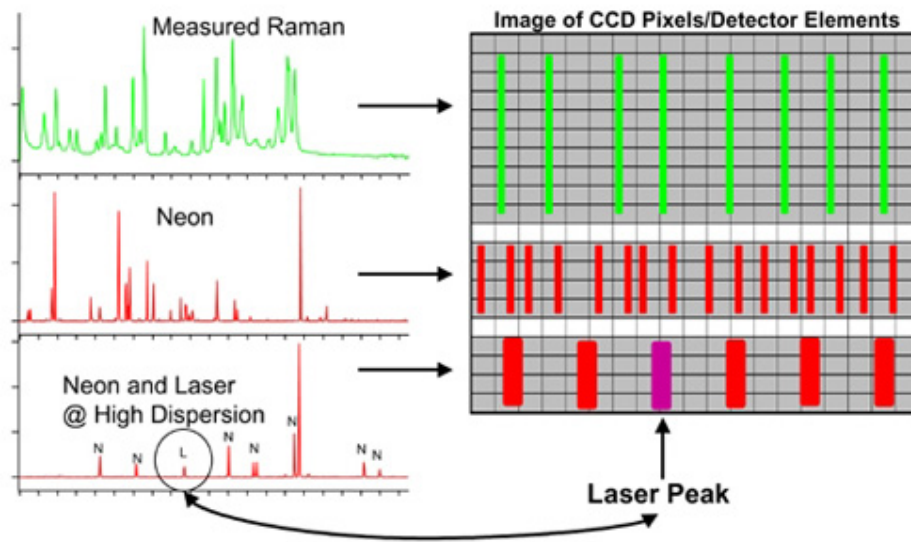 Measured Raman
Image of CCD Pixels/Detector Elements
Neon
Neon and Laser
@ High Dispersion
N
N
L
N
N
N
N
N
Laser Peak